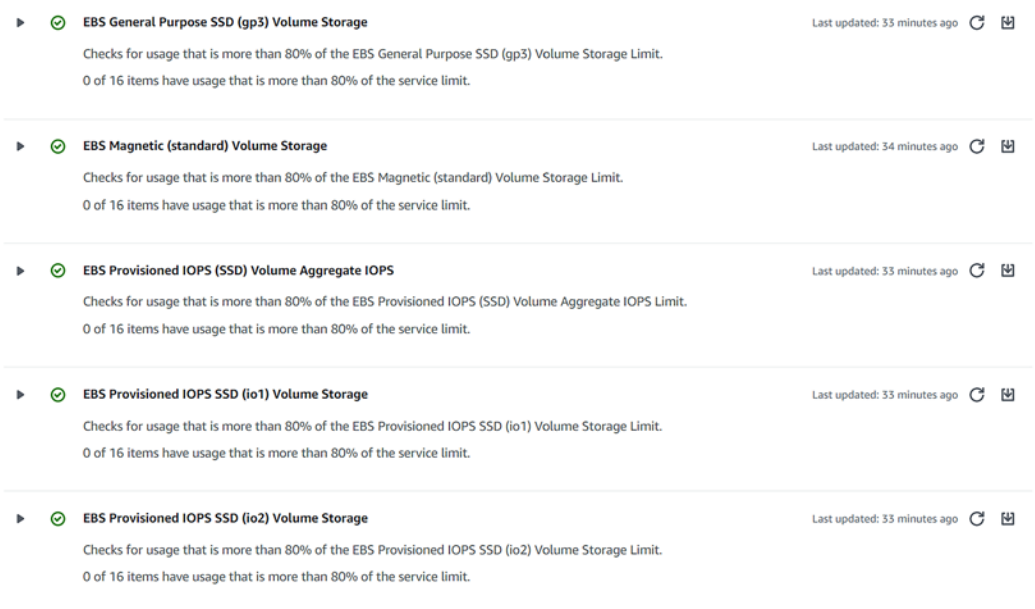 EBS General Purpose SSD (gp3) Volume Storage
Last updated: 33 minutes ago
Checks for usage that is more than 80% of the EBS General Purpose SSD (gp3) Volume Storage Limit.
0 of 16 items have usage that is more than 80% of the service limit.
EBS Magnetic (standard) Volume Storage
Last updated: 34 minutes ago
Checks for usage that is more than 80% of the EBS Magnetic (standard) Volume Storage Limit.
0 of 16 items have usage that is more than 80% of the service limit.
EBS Provisioned IOPS (SSD) Volume Aggregate IOPS
Last updated: 33 minutes ago
Checks for usage that is more than 80% of the EBS Provisioned IOPS (SSD) Volume Aggregate IOPS Limit.
0 of 16 items have usage that is more than 80% of the service limit.
EBS Provisioned IOPS SSD (io1) Volume Storage
Last updated: 33 minutes ago
Checks for usage that is more than 80% of the EBS Provisioned IOPS SSD (io1) Volume Storage Limit.
0 of 16 items have usage that is more than 80% of the service limit.
EBS Provisioned IOPS SSD (io2) Volume Storage
Last updated: 33 minutes ago
Checks for usage that is more than 80% of the EBS Provisioned IOPS SSD (io2) Volume Storage Limit.
0 of 16 items have usage that is more than 80% of the service limit.